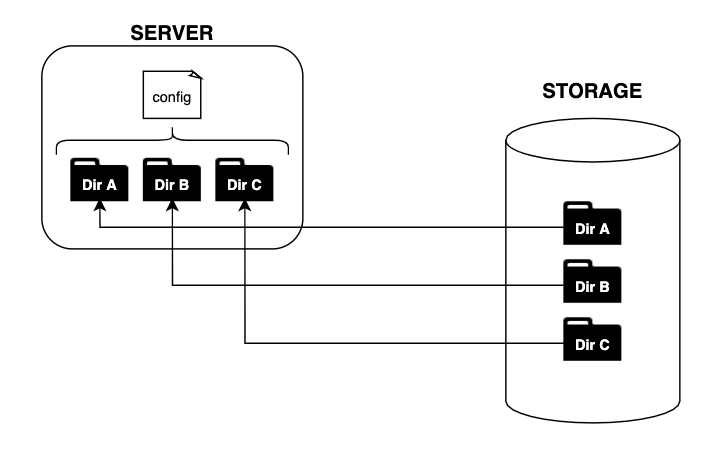 SERVER
config
Dir A
Dir B
Dir C
STORAGE
Dir A
Dir B
Dir C